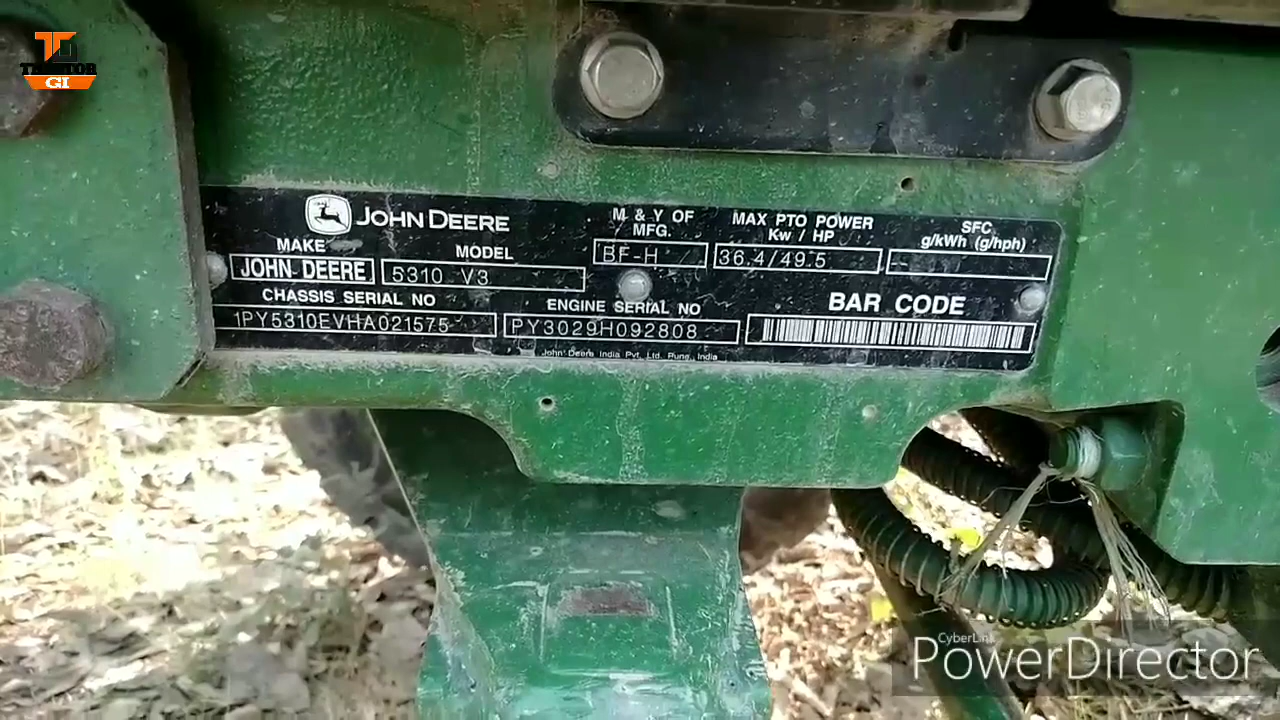 TRACTOR
GI
JOHN DEERE
MAKE
JOHN DEERE
MODEL
5310 V3
M & Y OF
MFG.
BF-H
MAX PTO POWER
Kw / HP
36.4/49.5
SFC
g/kWh (g/hph)
-
CHASSIS SERIAL NO
1PY5310EVHA021575
ENGINE SERIAL NO
PY3029H092808
BAR CODE
John Deere India Pvt. Ltd. Pune, India
CyberLink
PowerDirector